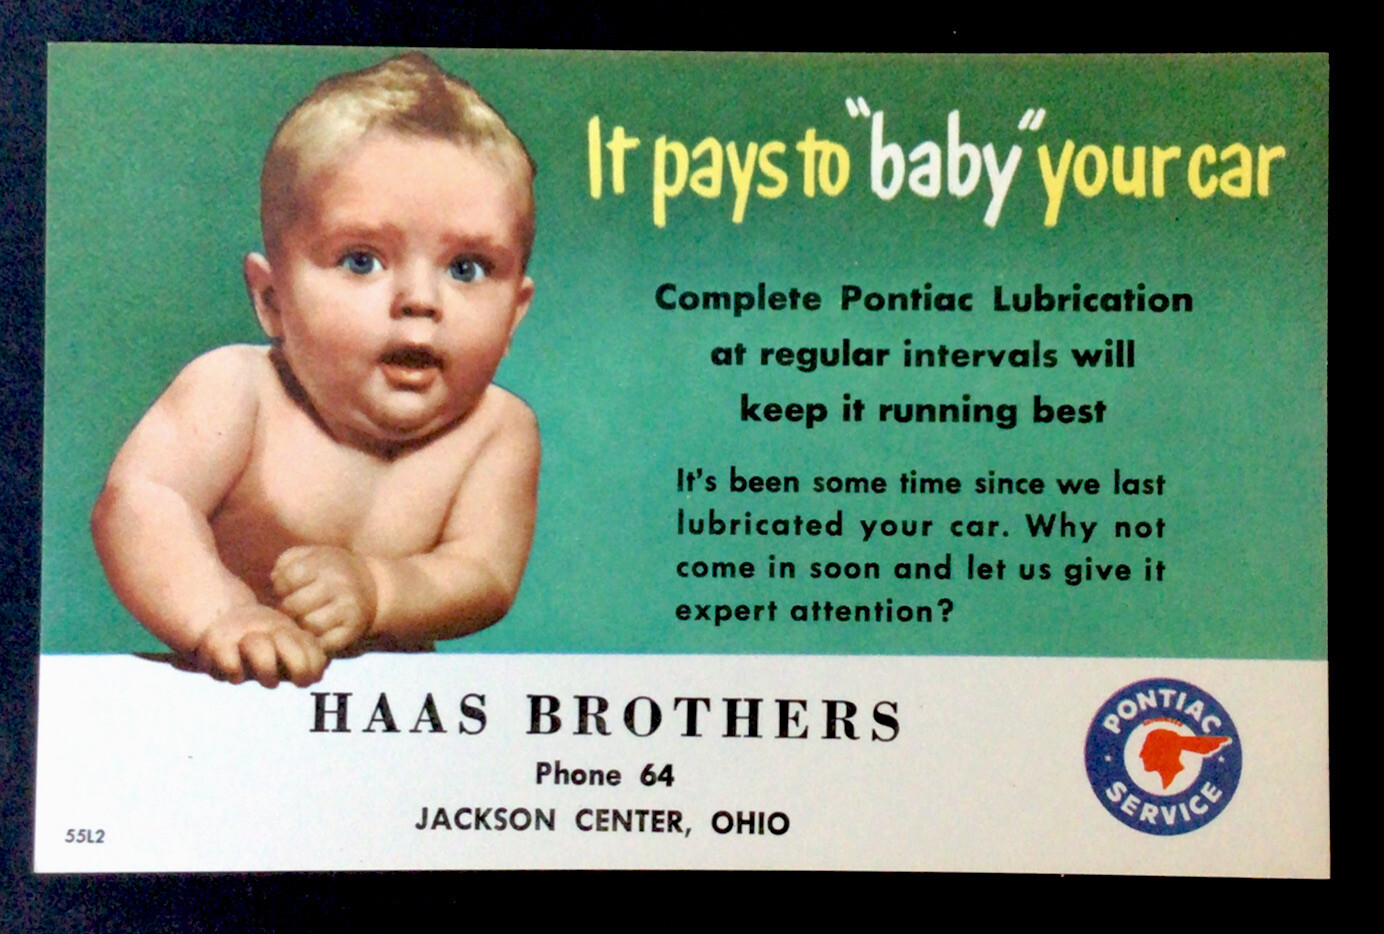 It pays to "baby" your car
Complete Pontiac Lubrication
at regular intervals will
keep it running best
It's been some time since we last
lubricated your car. Why not
come in soon and let us give it
expert attention?
HAAS BROTHERS
Phone 64
JACKSON CENTER, OHIO
55L2
PONTIAC
SERVICE